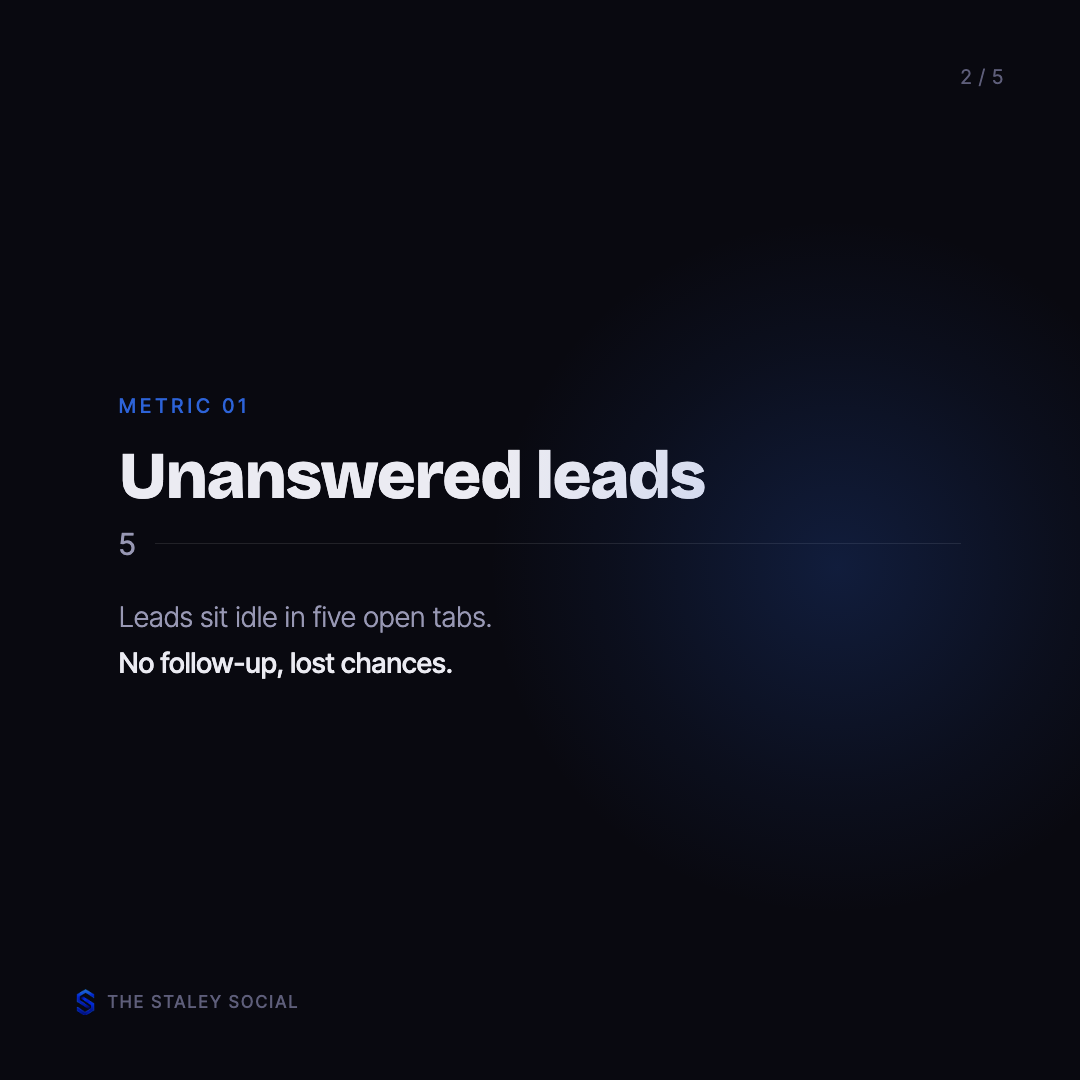 2 / 5
METRIC 01
Unanswered leads
5
Leads sit idle in five open tabs.
No follow-up, lost chances.
THE STALEY SOCIAL